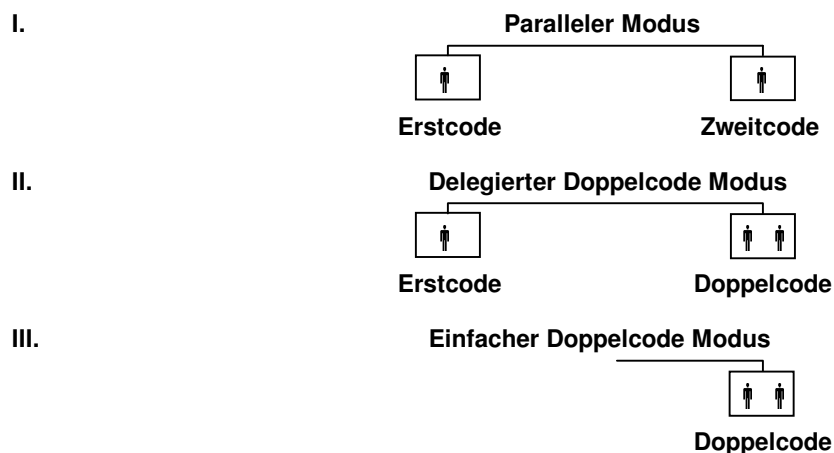 I. Paralleler Modus
Erstcode Zweitcode
II. Delegierter Doppelcode Modus
Erstcode Doppelcode
III. Einfacher Doppelcode Modus
Doppelcode